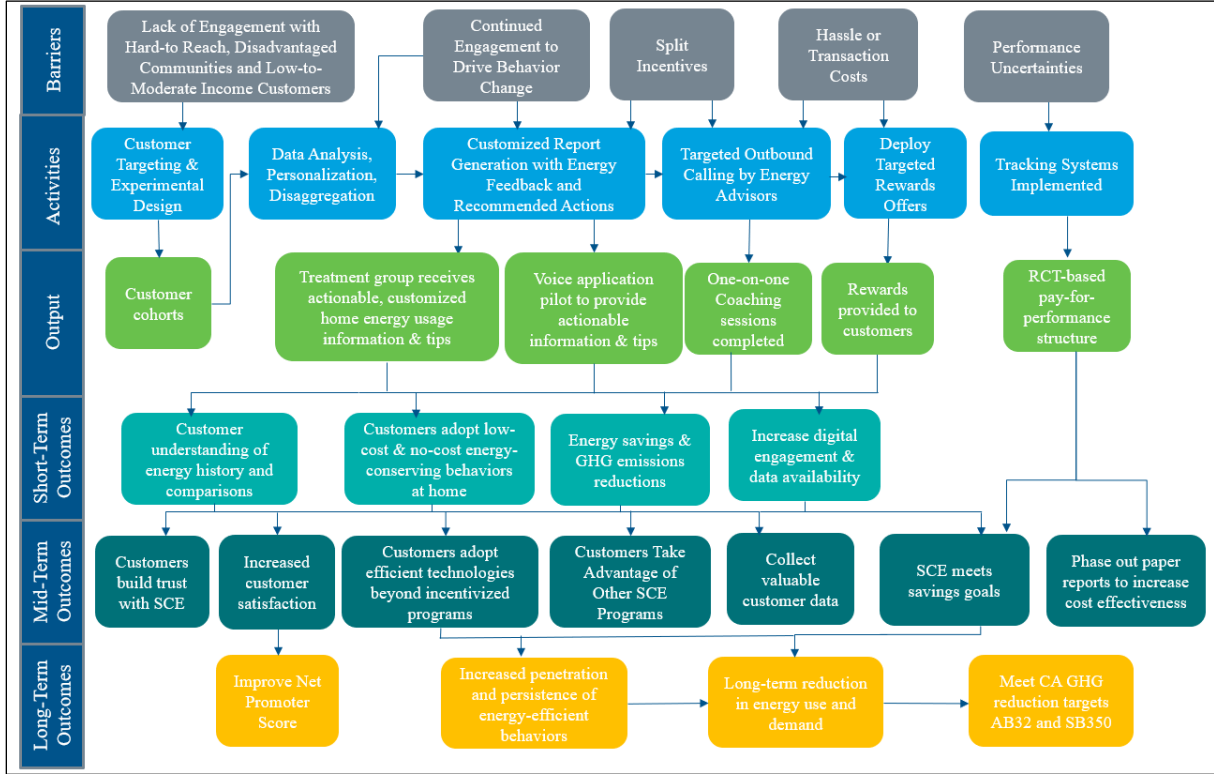 Barriers
Lack of Engagement with
Hard-to Reach, Disadvantaged
Communities and Low-to-
Moderate Income Customers
Continued
Engagement to
Drive Behavior
Change
Split
Incentives
Hassle or
Transaction
Costs
Performance
Uncertainties
Activities
Customer
Targeting &
Experimental
Design
Data Analysis,
Personalization,
Disaggregation
Customized Report
Generation with Energy
Feedback and
Recommended Actions
Targeted Outbound
Calling by Energy
Advisors
Deploy
Targeted
Rewards
Offers
Tracking Systems
Implemented
Output
Customer
cohorts
Treatment group receives
actionable, customized
home energy usage
information & tips
Voice application
pilot to provide
actionable
information & tips
One-on-one
Coaching
sessions
completed
Rewards
provided to
customers
RCT-based
pay-for-
performance
structure
Short-Term
Outcomes
Customer
understanding of
energy history and
comparisons
Customers adopt low-
cost & no-cost energy-
conserving behaviors
at home
Energy savings &
GHG emissions
reductions
Increase digital
engagement &
data availability
Mid-Term
Outcomes
Customers
build trust
with SCE
Increased
customer
satisfaction
Customers adopt
efficient technologies
beyond incentivized
programs
Customers Take
Advantage of
Other SCE
Programs
Collect
valuable
customer data
SCE meets
savings goals
Phase out paper
reports to increase
cost effectiveness
Long-Term
Outcomes
Improve Net
Promoter
Score
Increased penetration
and persistence of
energy-efficient
behaviors
Long-term reduction
in energy use and
demand
Meet CA GHG
reduction targets
AB32 and SB350